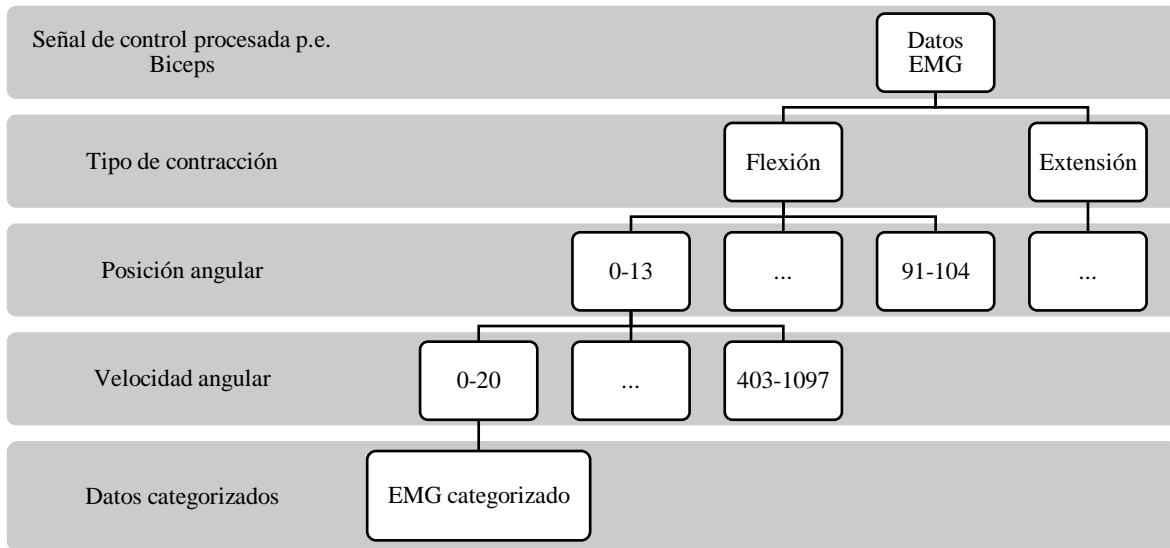 Señal de control procesada p.e.
Biceps
Datos
EMG
Tipo de contracción
Flexión
Extensión
Posición angular
0-13
...
91-104
...
Velocidad angular
0-20
...
403-1097
Datos categorizados
EMG categorizado